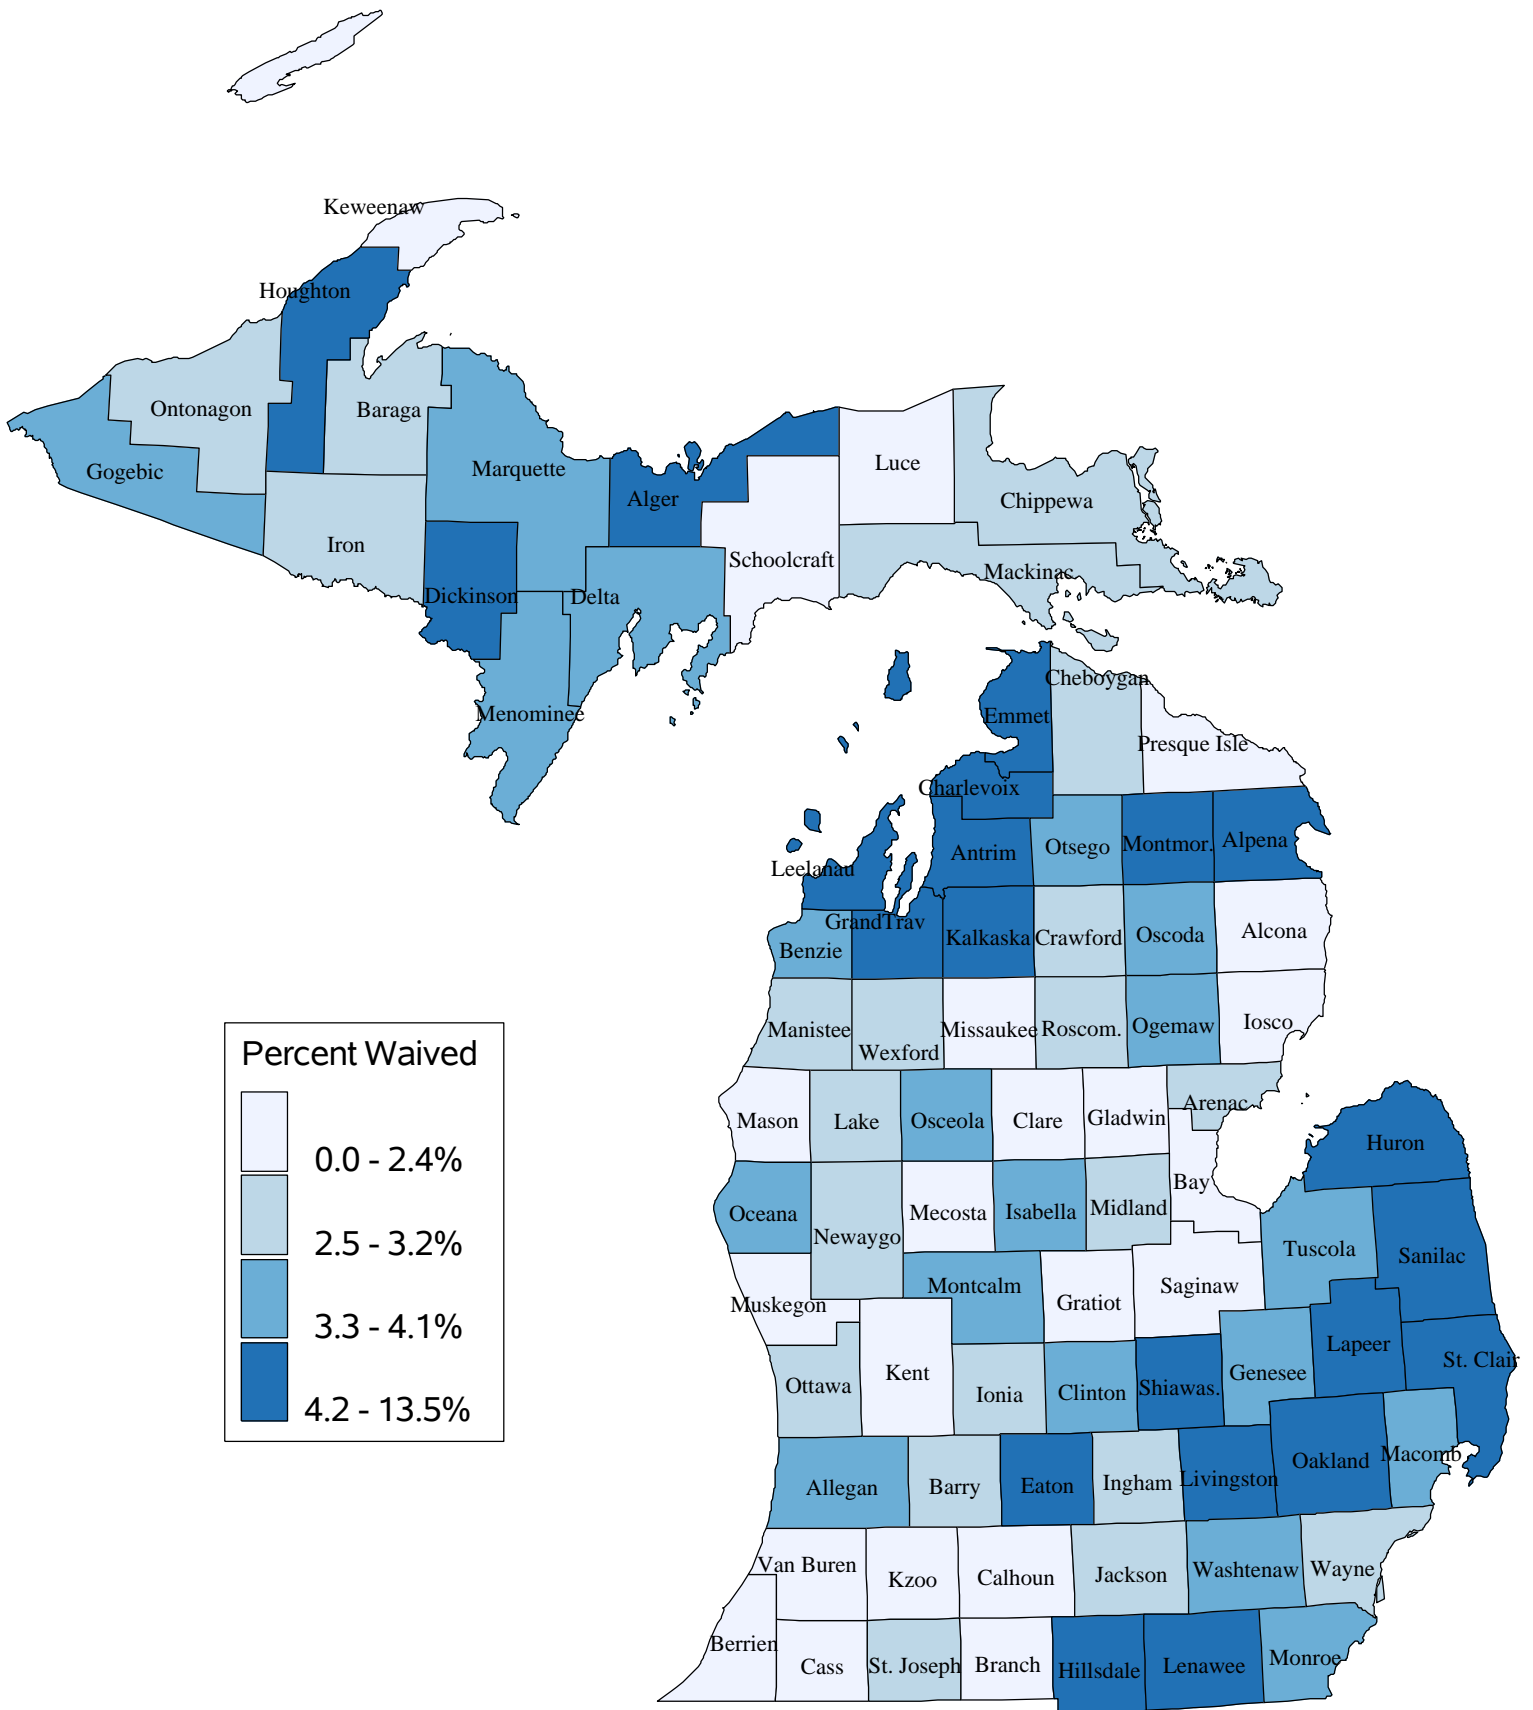 Keweenaw
Houghton
Ontonagon
Baraga
Gogebic
Marquette
Luce
Alger
Chippewa
Iron
Schoolcraft
Mackinac
Dickinson
Delta
Cheboygan
Menominee
Emmet
Presque Isle
Charlevoix
Antrim
Otsego
Montmor.
Alpena
Leelanau
GrandTrav
Benzie
Kalkaska
Crawford
Oscoda
Alcona
Manistee
Wexford
Missaukee
Roscom.
Ogemaw
Iosco
Percent Waived
0.0 - 2.4%
2.5 - 3.2%
3.3 - 4.1%
4.2 - 13.5%
Mason
Lake
Osceola
Clare
Gladwin
Arenac
Huron
Oceana
Newaygo
Mecosta
Isabella
Midland
Bay
Tuscola
Sanilac
Muskegon
Montcalm
Gratiot
Saginaw
Lapeer
St. Clair
Ottawa
Kent
Ionia
Clinton
Shiawas.
Genesee
Allegan
Barry
Eaton
Ingham
Livingston
Oakland
Macomb
Van Buren
Kzoo
Calhoun
Jackson
Washtenaw
Wayne
Berrien
Cass
St. Joseph
Branch
Hillsdale
Lenawee
Monroe